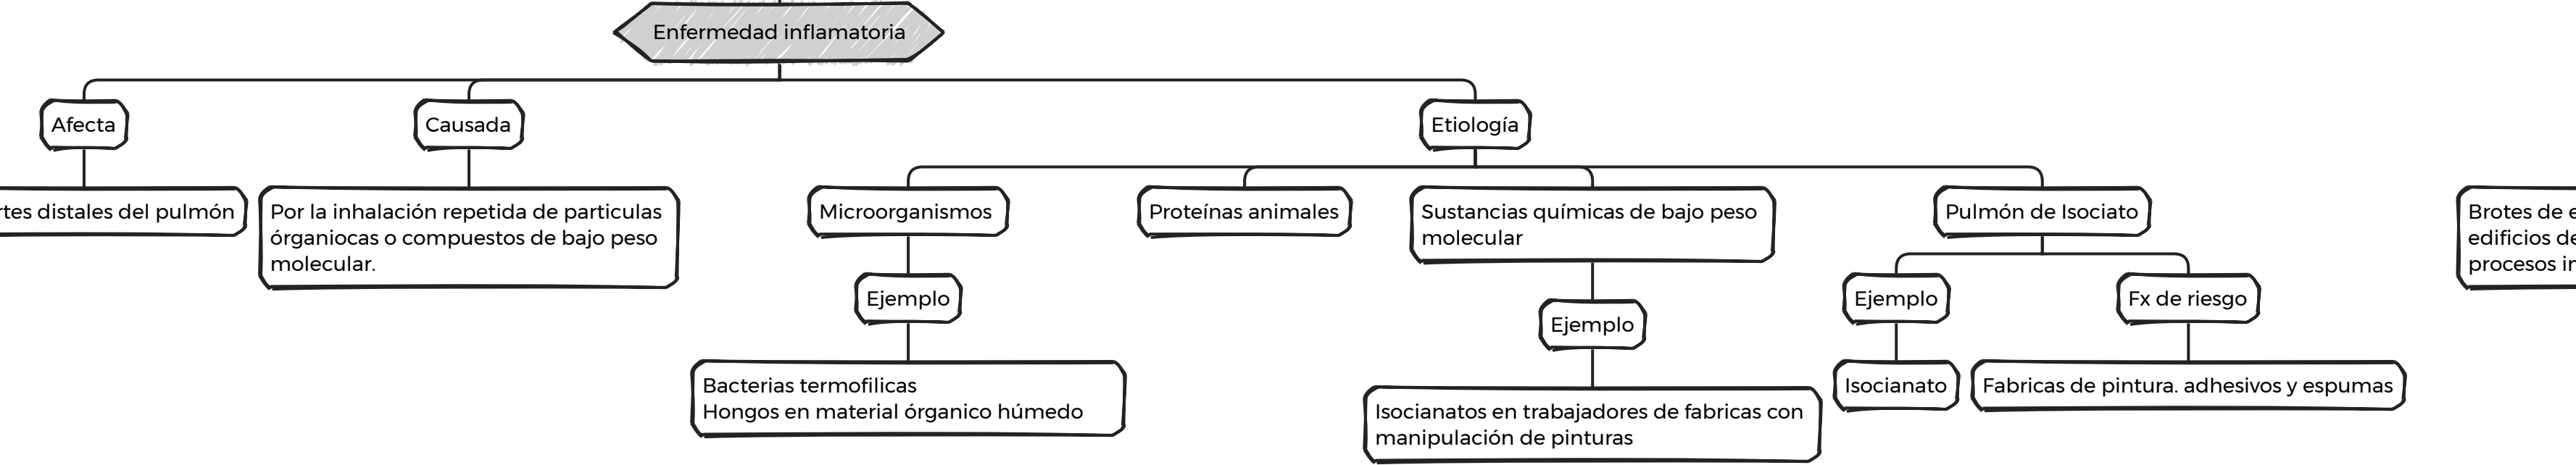 Enfermedad inflamatoria
Afecta
Causada
Etiología
distales del pulmón
Por la inhalación repetida de particulas
órganiocas o compuestos de bajo peso
molecular.
Microorganismos
Proteínas animales
Sustancias químicas de bajo peso
molecular
Pulmón de Isociato
Brotes de
edificios
procesos
Ejemplo
Ejemplo
Ejemplo
Fx de riesgo
Bacterias termofilicas
Hongos en material órganico húmedo
Isocianatos en trabajadores de fabricas con
manipulación de pinturas
Isocianato
Fabricas de pintura. adhesivos y espumas